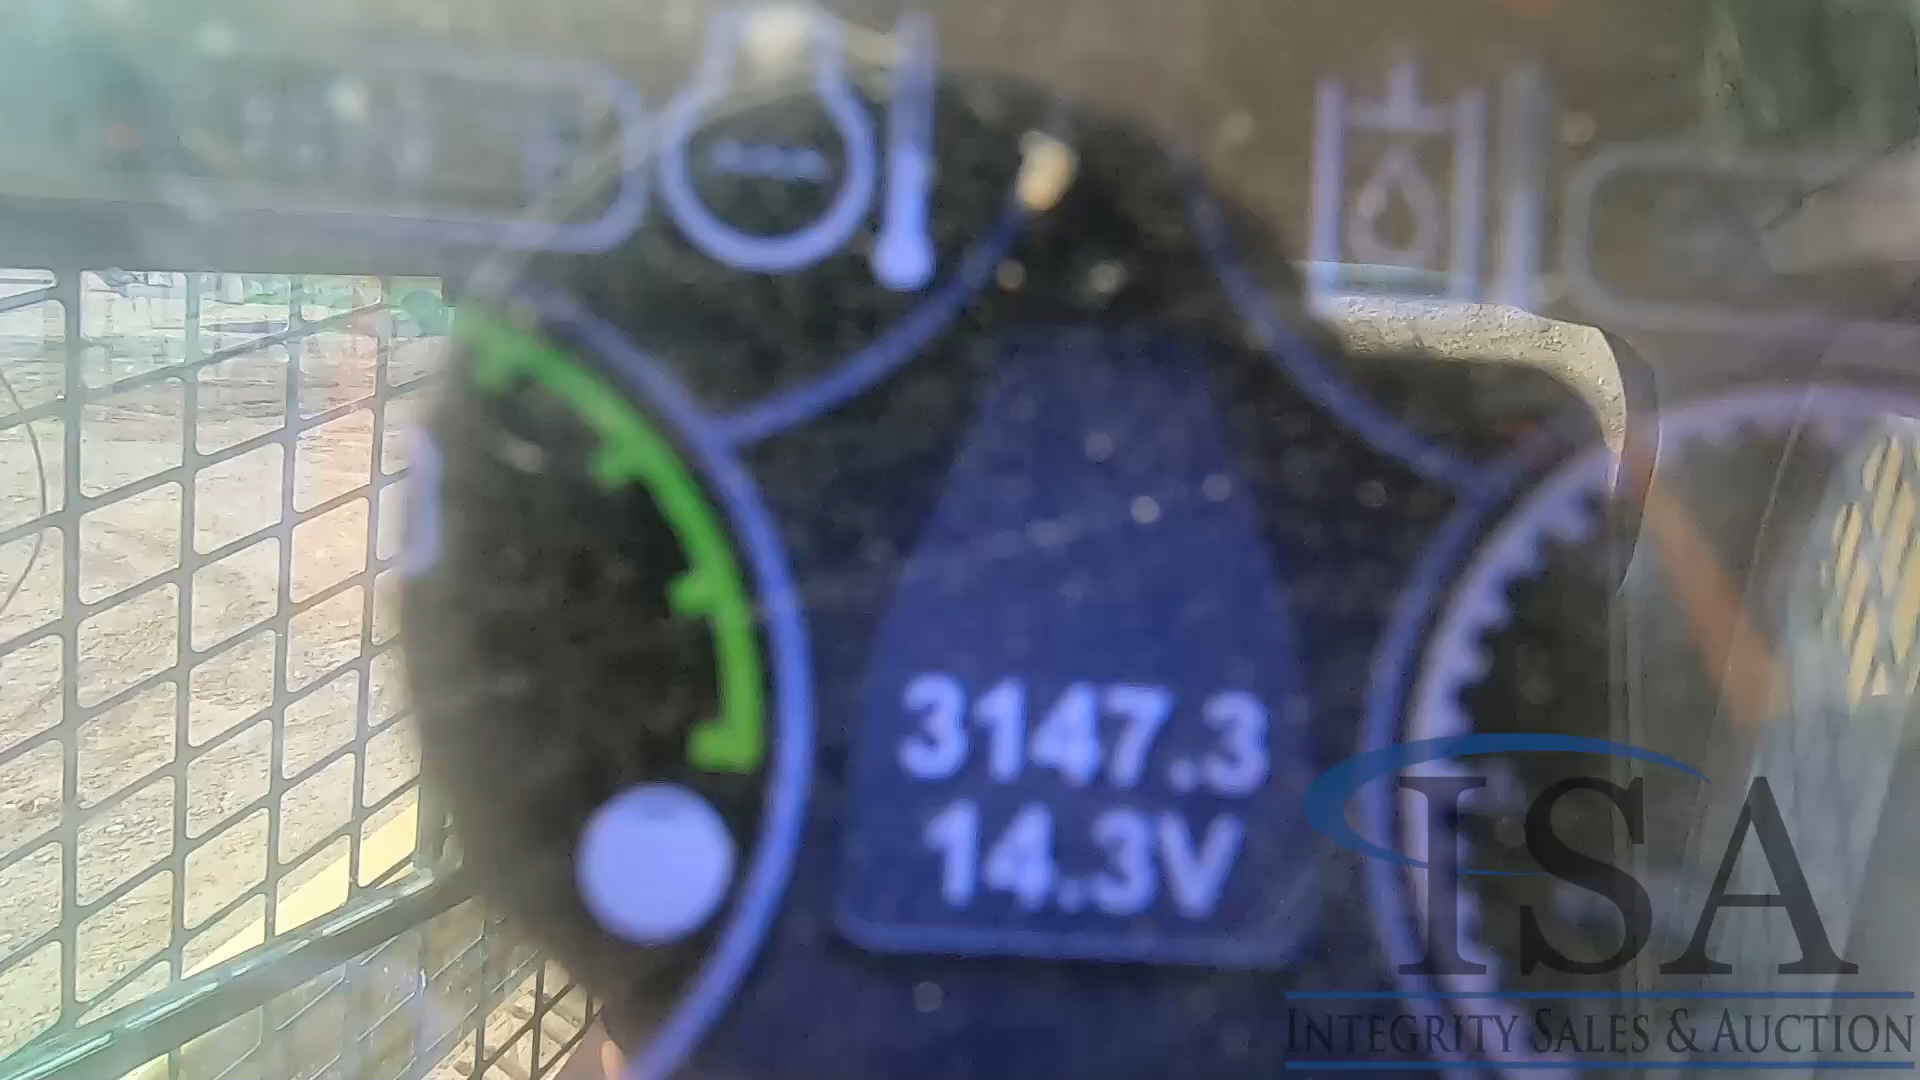 3147.3
14.3V
ISA
INTEGRITY SALES & AUCTION